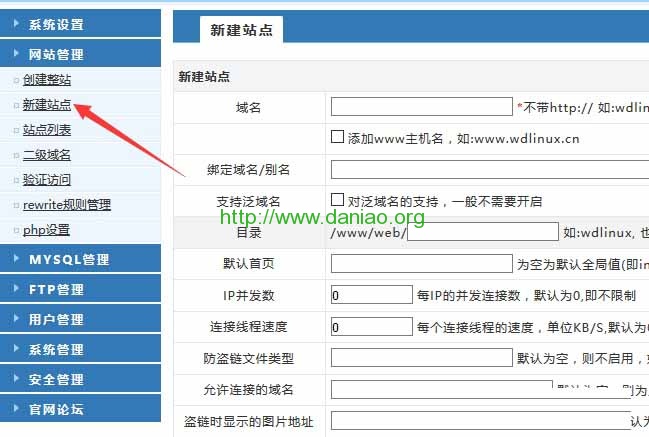 系统设置
网站管理
创建整站
新建站点
站点列表
二级域名
验证访问
rewrite规则管理
php设置
MYSQL管理
FTP管理
用户管理
系统管理
安全管理
官网论坛
新建站点
新建站点
域名 *不带http:// 如:wdlinux
添加www主机名，如:www.wdlinux.cn
绑定域名/别名
支持泛域名 对泛域名的支持，一般不需要开启
http://www.daniao.org
目录 /www/web/ 如:wdlinux, 也
默认首页 为空为默认全局值(即in
IP并发数 0 每IP的并发连接数，默认为0,即不限制
连接线程速度 0 每个连接线程的速度，单位KB/S,默认为0
防盗链文件类型 默认为空，则不启用，
允许连接的域名
盗链时显示的图片地址 认为